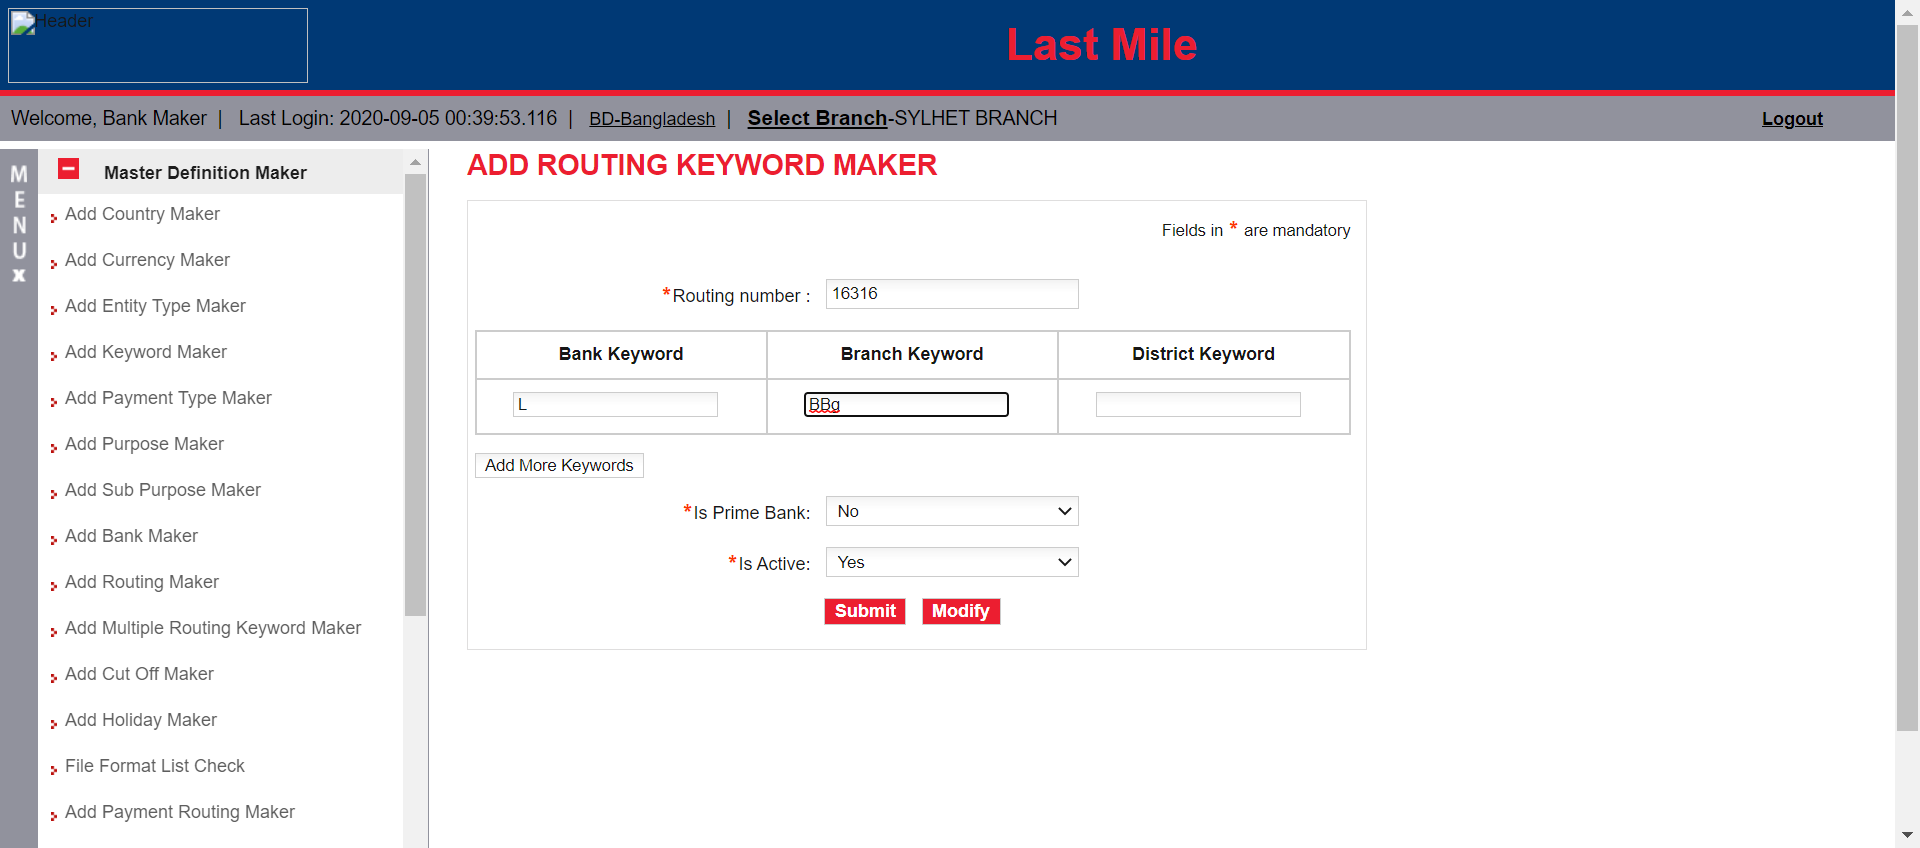 Header
Last Mile
Welcome, Bank Maker | Last Login: 2020-09-05 00:39:53.116 | BD-Bangladesh | Select Branch-SYLHET BRANCH
Logout
MENU
x
Master Definition Maker
Add Country Maker
Add Currency Maker
Add Entity Type Maker
Add Keyword Maker
Add Payment Type Maker
Add Purpose Maker
Add Sub Purpose Maker
Add Bank Maker
Add Routing Maker
Add Multiple Routing Keyword Maker
Add Cut Off Maker
Add Holiday Maker
File Format List Check
Add Payment Routing Maker
ADD ROUTING KEYWORD MAKER
Fields in * are mandatory
*Routing number : 16316
Bank Keyword Branch Keyword District Keyword
L BBg
Add More Keywords
*Is Prime Bank: No
*Is Active: Yes
Submit Modify